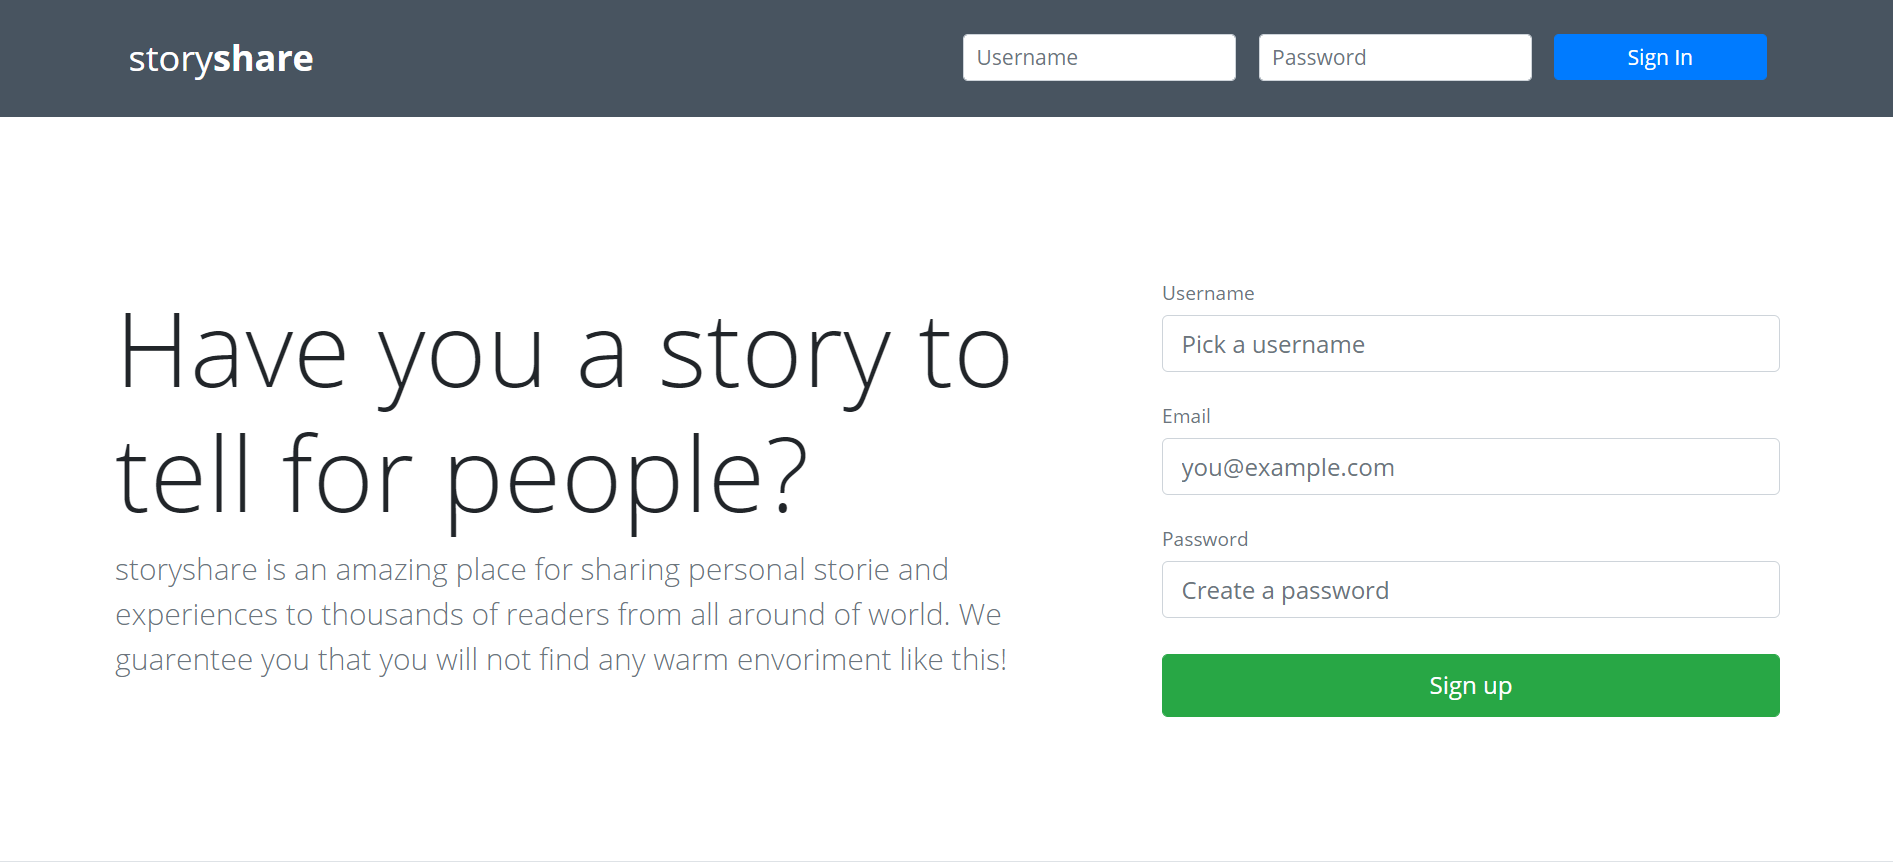 storyshare
Username
Password
Sign In
Have you a story to
tell for people?
storyshare is an amazing place for sharing personal storie and
experiences to thousands of readers from all around of world. We
guarentee you that you will not find any warm envoriment like this!
Username
Pick a username
Email
you@example.com
Password
Create a password
Sign up